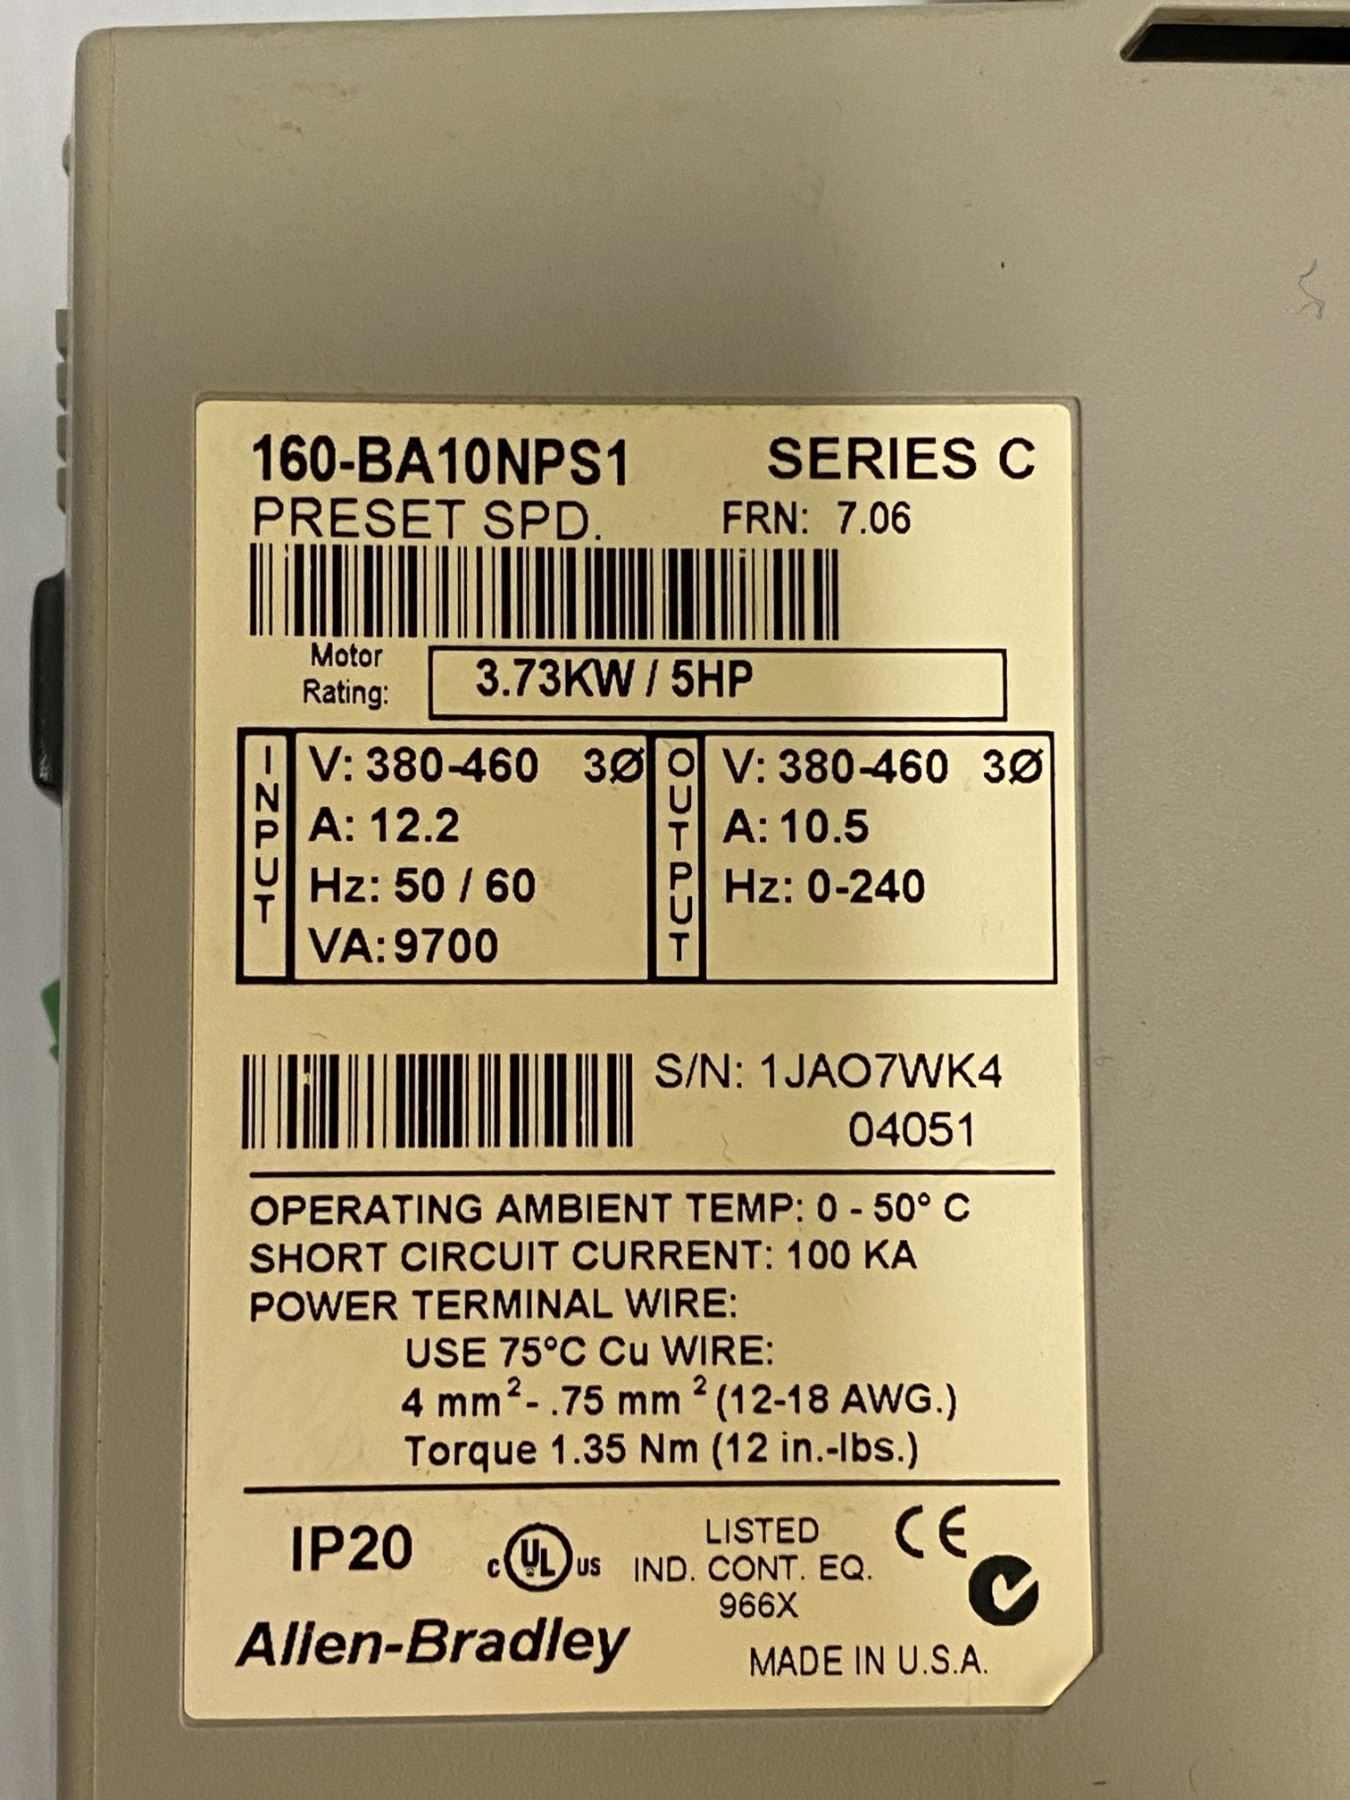 160-BA10NPS1 SERIES C
PRESET SPD. FRN: 7.06
Motor
Rating: 3.73KW / 5HP
INPUT
V: 380-460 3Ø
A: 12.2
Hz: 50 / 60
VA: 9700
OUTPUT
V: 380-460 3Ø
A: 10.5
Hz: 0-240
S/N: 1JAO7WK4
04051
OPERATING AMBIENT TEMP: 0 - 50° C
SHORT CIRCUIT CURRENT: 100 KA
POWER TERMINAL WIRE:
USE 75°C Cu WIRE:
4 mm² - .75 mm² (12-18 AWG.)
Torque 1.35 Nm (12 in.-lbs.)
IP20
c UL us
LISTED
IND. CONT. EQ.
966X
CE
Allen-Bradley
MADE IN U.S.A.